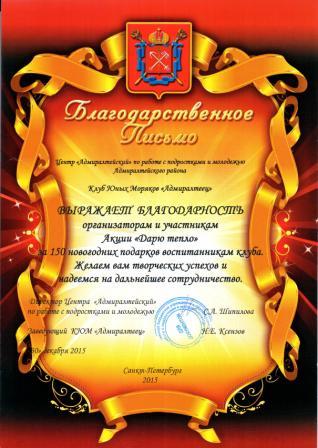 Благодарственное
Письмо
Центр «Адмиралтейский» по работе с подростками и молодежью
Адмиралтейского района
Клуб Юных Моряков «Адмиралтеец»
ВЫРАЖАЕТ БЛАГОДАРНОСТЬ
организаторам и участникам
Акции «Дарю тепло»
за 150 новогодних подарков воспитанникам клуба.
Желаем вам творческих успехов и
надеемся на дальнейшее сотрудничество.
Директор Центра «Адмиралтейский»
по работе с подростками и молодежью С.А. Шипилова
Заведующий КЮМ «Адмиралтеец» Н.Е. Ксензов
30 декабря 2015
Санкт-Петербург
2015